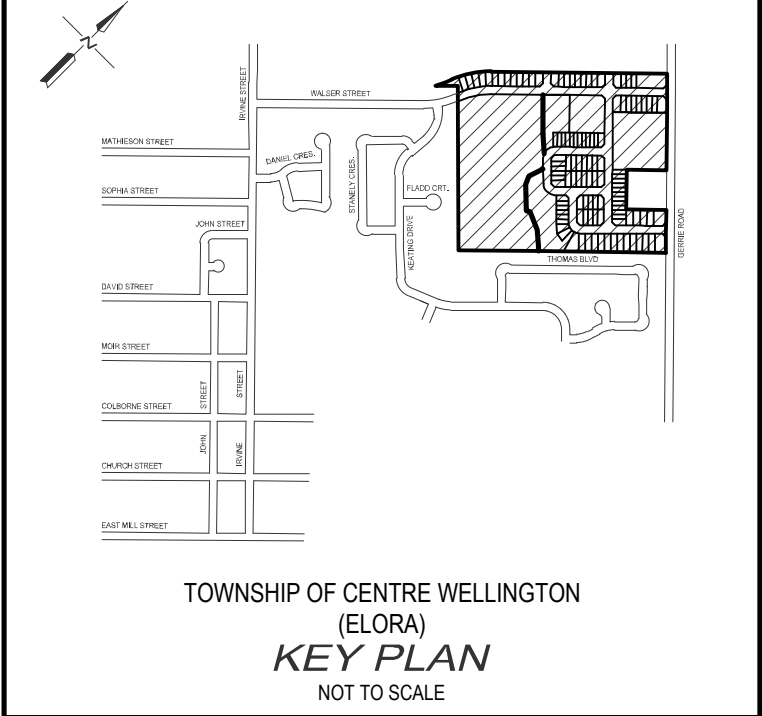 N
IRVINE STREET
WALSER STREET
MATHIESON STREET
DANIEL CRES.
STANELY CRES.
FLADD CRT.
SOPHIA STREET
JOHN STREET
KEATING DRIVE
GERRIE ROAD
THOMAS BLVD
DAVID STREET
MOIR STREET
JOHN STREET
IRVINE STREET
COLBORNE STREET
CHURCH STREET
EAST MILL STREET
TOWNSHIP OF CENTRE WELLINGTON
(ELORA)
KEY PLAN
NOT TO SCALE